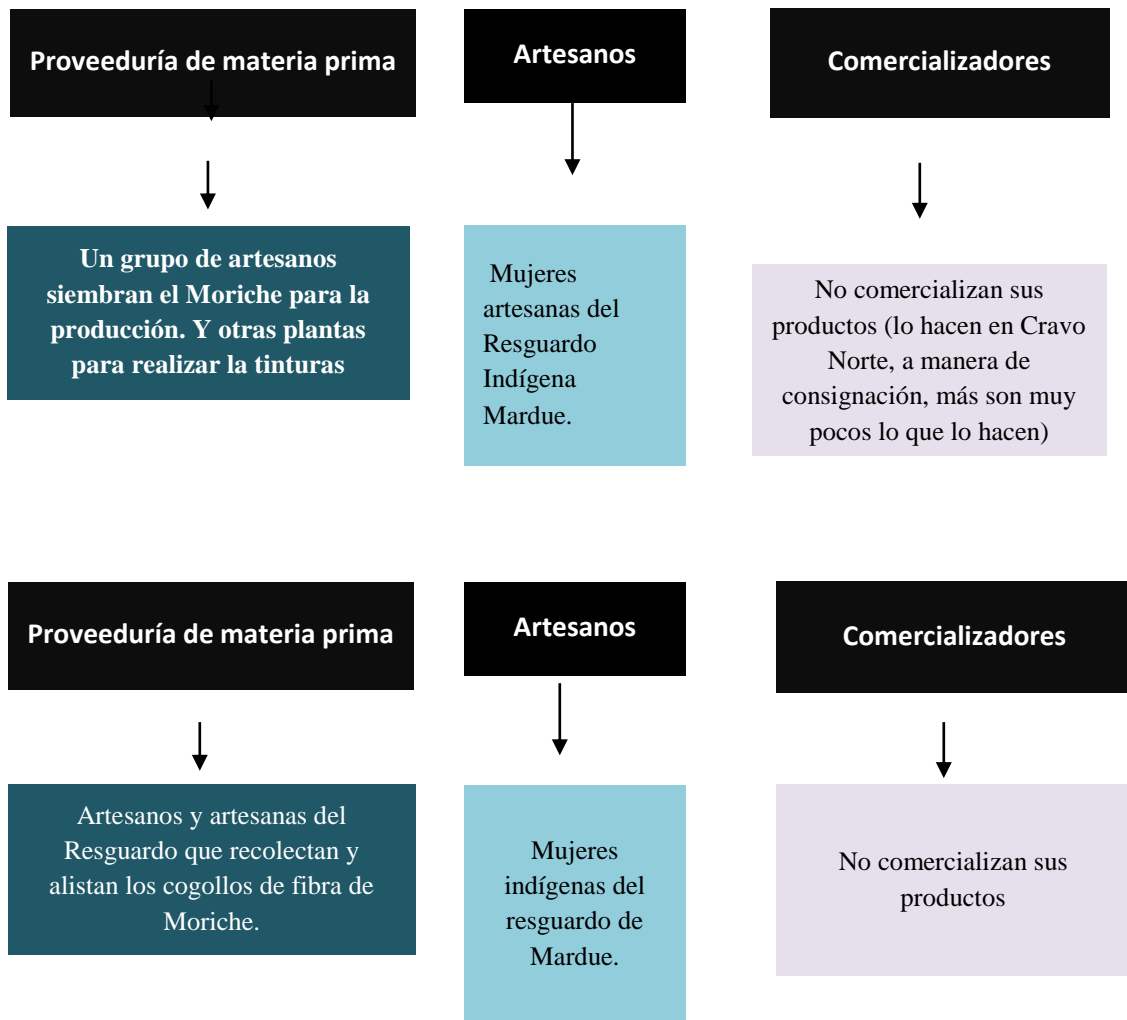 Proveeduría de materia prima
Artesanos
Comercializadores
Un grupo de artesanos
siembran el Moriche para la
producción. Y otras plantas
para realizar la tinturas
Mujeres
artesanas del
Resguardo
Indígena
Mardue.
No comercializan sus
productos (lo hacen en Cravo
Norte, a manera de
consignación, más son muy
pocos lo que lo hacen)
Proveeduría de materia prima
Artesanos
Comercializadores
Artesanos y artesanas del
Resguardo que recolectan y
alistan los cogollos de fibra de
Moriche.
Mujeres
indígenas del
resguardo de
Mardue.
No comercializan sus
productos